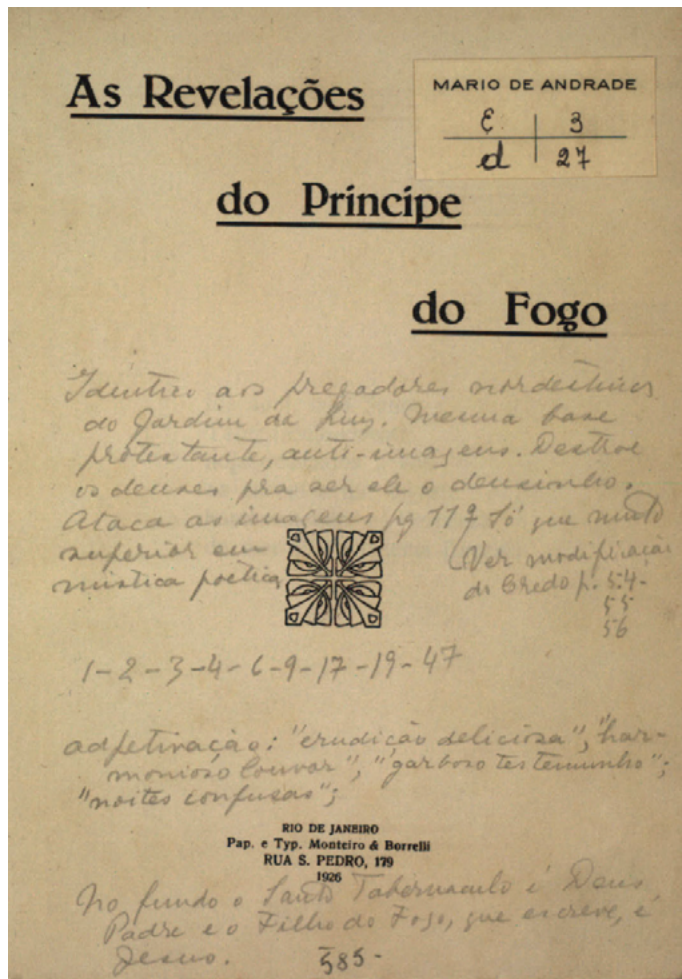 As Revelações
MARIO DE ANDRADE
E 3
d 27
do Principe
do Fogo
Identico aos pregadores nordestinos
do Jardim da Luz. Mesma base
protestante, anti-imagens. Destroe
os deuses pra ser ele o deusinho.
Ataca as imagens pg 117 Só que muito
superior em
mistica poética
(Ver modificação
do Credo p. 54-
55
56
1-2-3-4-6-9-17-19-47
adjetivação: "erudição deliciosa", "har-
monioso louvor", "garboso testemunho";
"noites confusas";
RIO DE JANEIRO
Pap. e Typ. Monteiro & Borrelli
RUA S. PEDRO, 179
1926
No fundo o Santo Tabernaculo é Deus
Padre e o Filho do Fogo, que escreve, é
Jesus.
585-